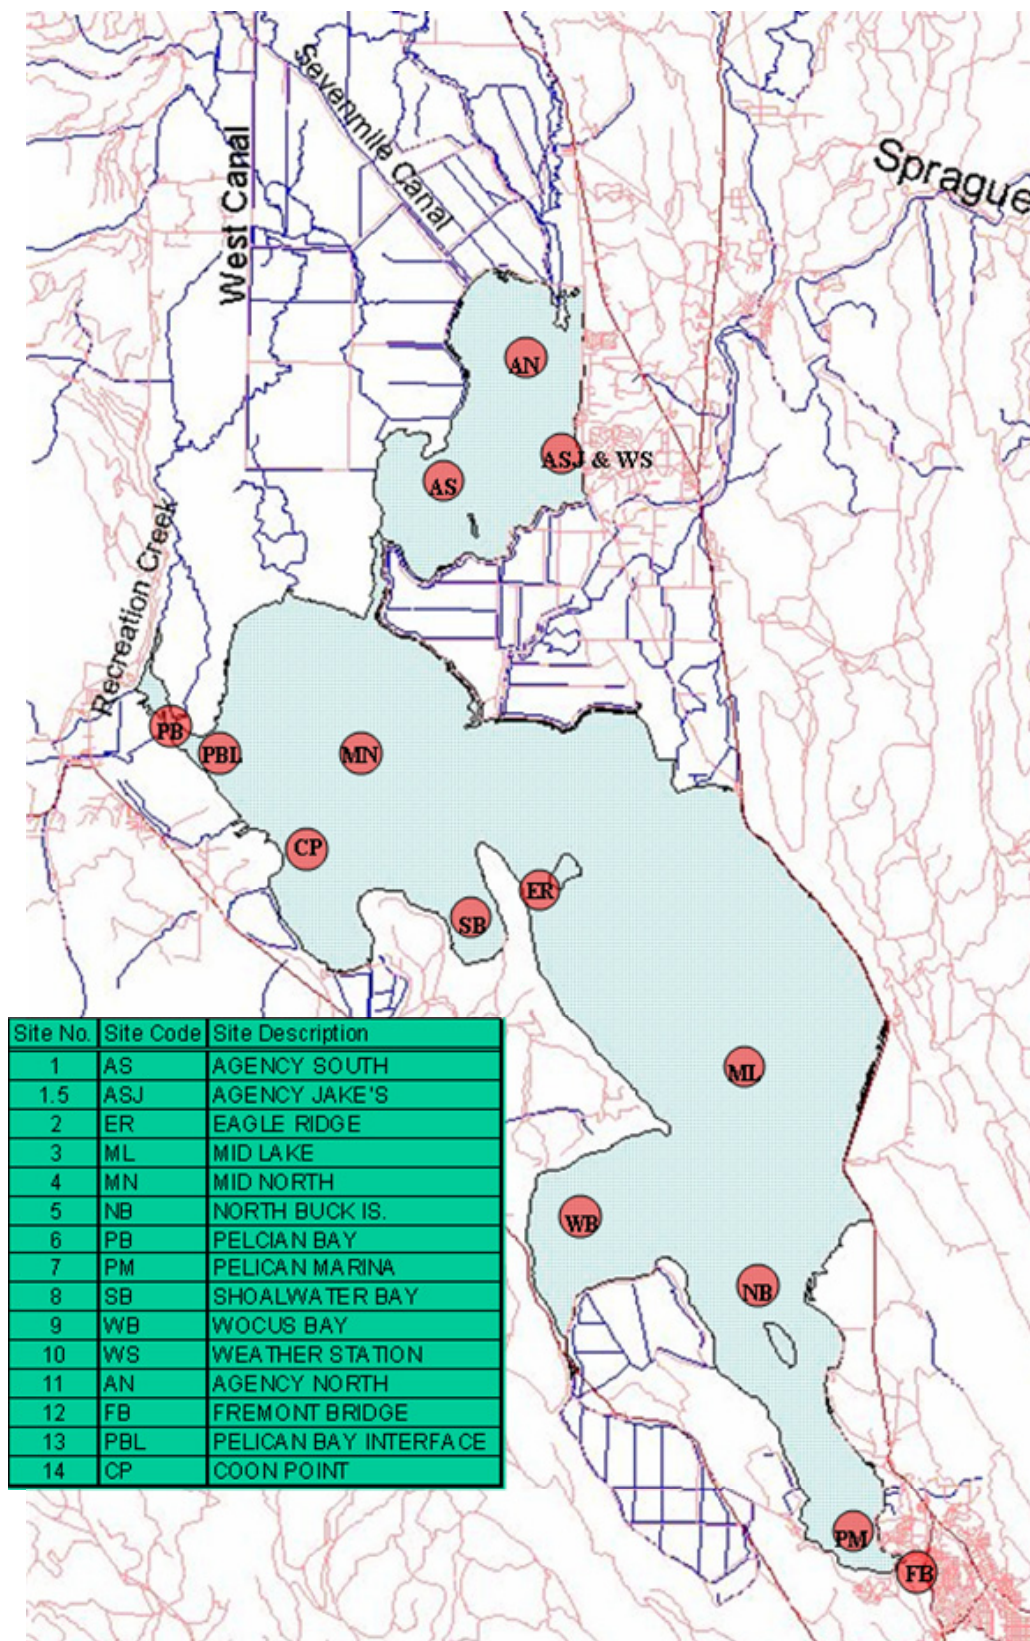 Sevenmile Canal
West Canal
Sprague
AN
ASJ & WS
AS
Recreation Creek
PB
PBL
MN
CP
ER
SB
ML
WB
NB
PM
FB
Site No. Site Code Site Description
1 AS AGENCY SOUTH
1.5 ASJ AGENCY JAKE'S
2 ER EAGLE RIDGE
3 ML MID LAKE
4 MN MID NORTH
5 NB NORTH BUCK IS.
6 PB PELCIAN BAY
7 PM PELICAN MARINA
8 SB SHOALWATER BAY
9 WB WOCUS BAY
10 WS WEATHER STATION
11 AN AGENCY NORTH
12 FB FREMONT BRIDGE
13 PBL PELICAN BAY INTERFACE
14 CP COON POINT